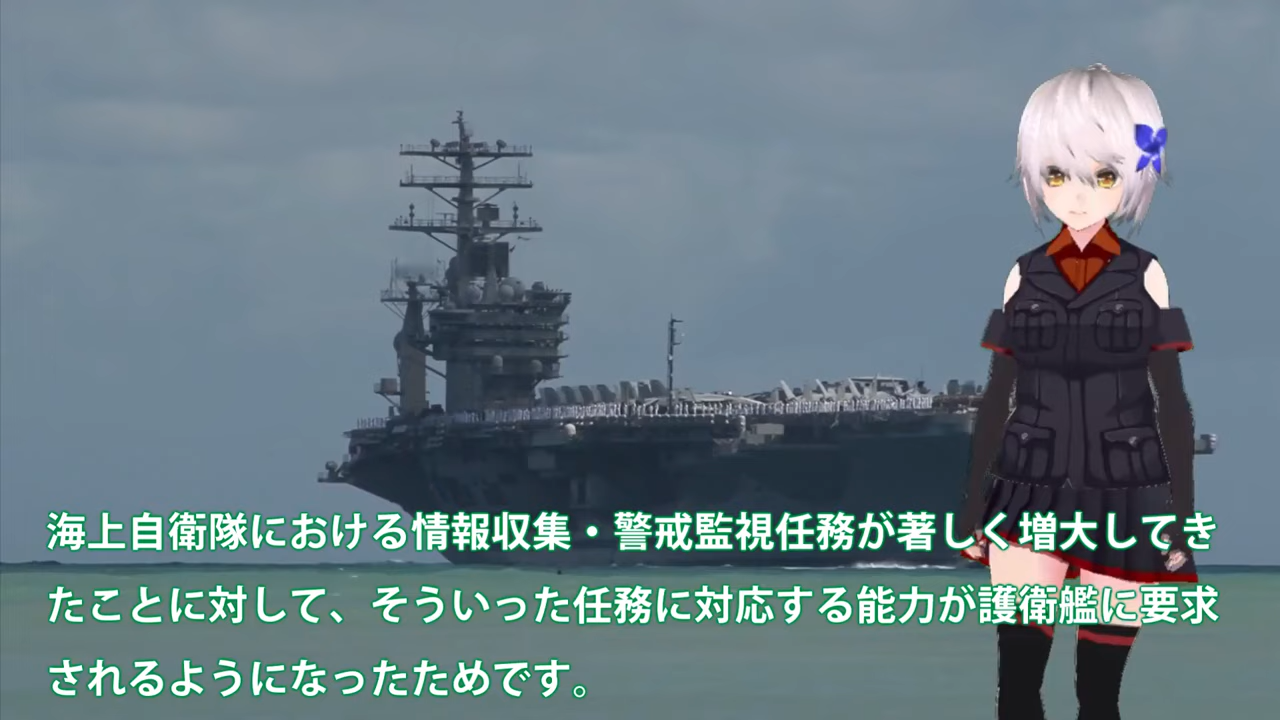 海上自衛隊における情報収集・警戒監視任務が著しく増大してき
たことに対して、そういった任務に対応する能力が護衛艦に要求
されるようになったためです。